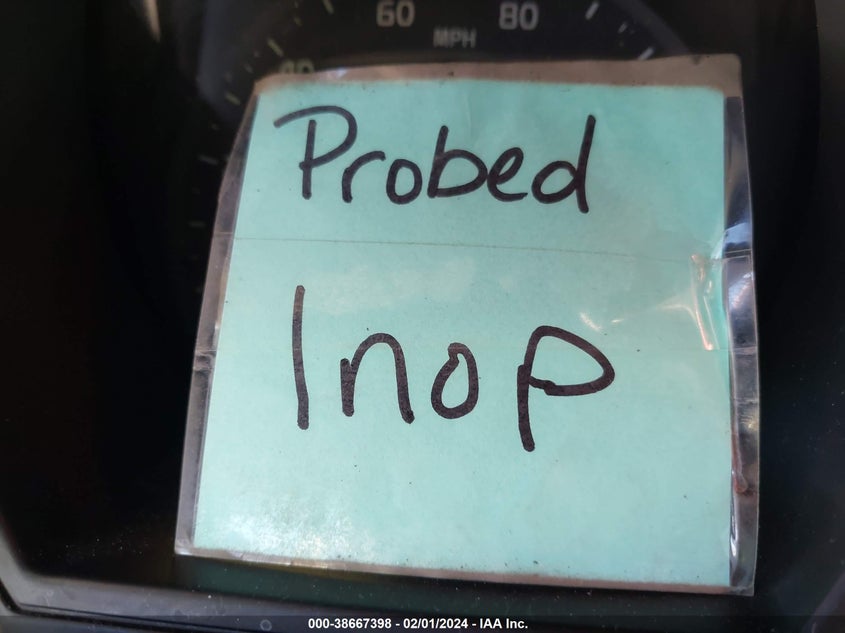 60 80
MPH
Probed
Inop
000-38667398 - 02/01/2024 - IAA Inc.